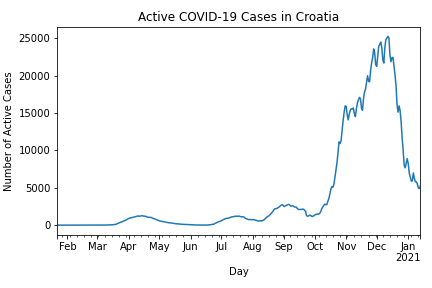 Active COVID-19 Cases in Croatia
Number of Active Cases
25000
20000
15000
10000
5000
0
Feb Mar Apr May Jun Jul Aug Sep Oct Nov Dec Jan
2021
Day